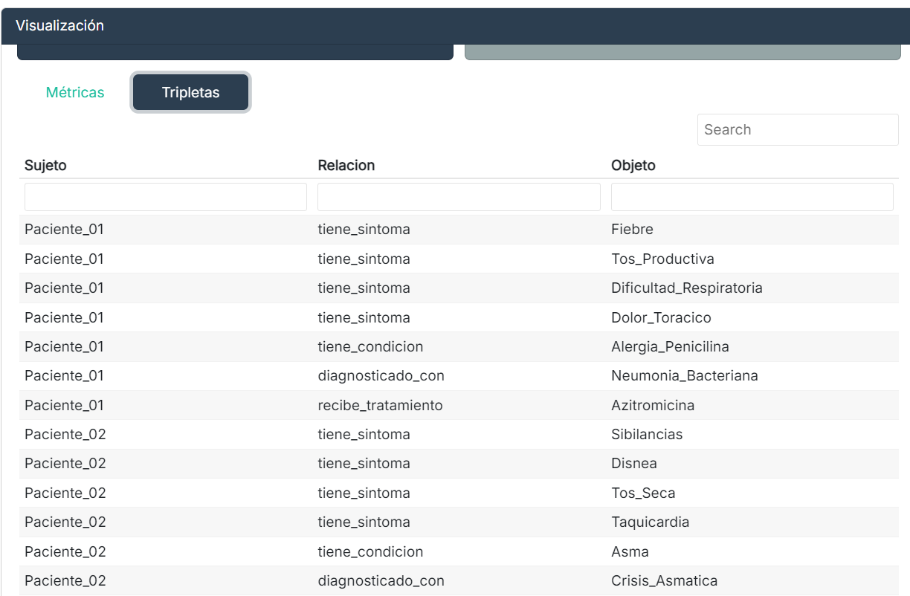 Visualización
Métricas Tripletas
Search
Sujeto Relacion Objeto
Paciente_01 tiene_sintoma Fiebre
Paciente_01 tiene_sintoma Tos_Productiva
Paciente_01 tiene_sintoma Dificultad_Respiratoria
Paciente_01 tiene_sintoma Dolor_Toracico
Paciente_01 tiene_condicion Alergia_Penicilina
Paciente_01 diagnosticado_con Neumonia_Bacteriana
Paciente_01 recibe_tratamiento Azitromicina
Paciente_02 tiene_sintoma Sibilancias
Paciente_02 tiene_sintoma Disnea
Paciente_02 tiene_sintoma Tos_Seca
Paciente_02 tiene_sintoma Taquicardia
Paciente_02 tiene_condicion Asma
Paciente_02 diagnosticado_con Crisis_Asmatica